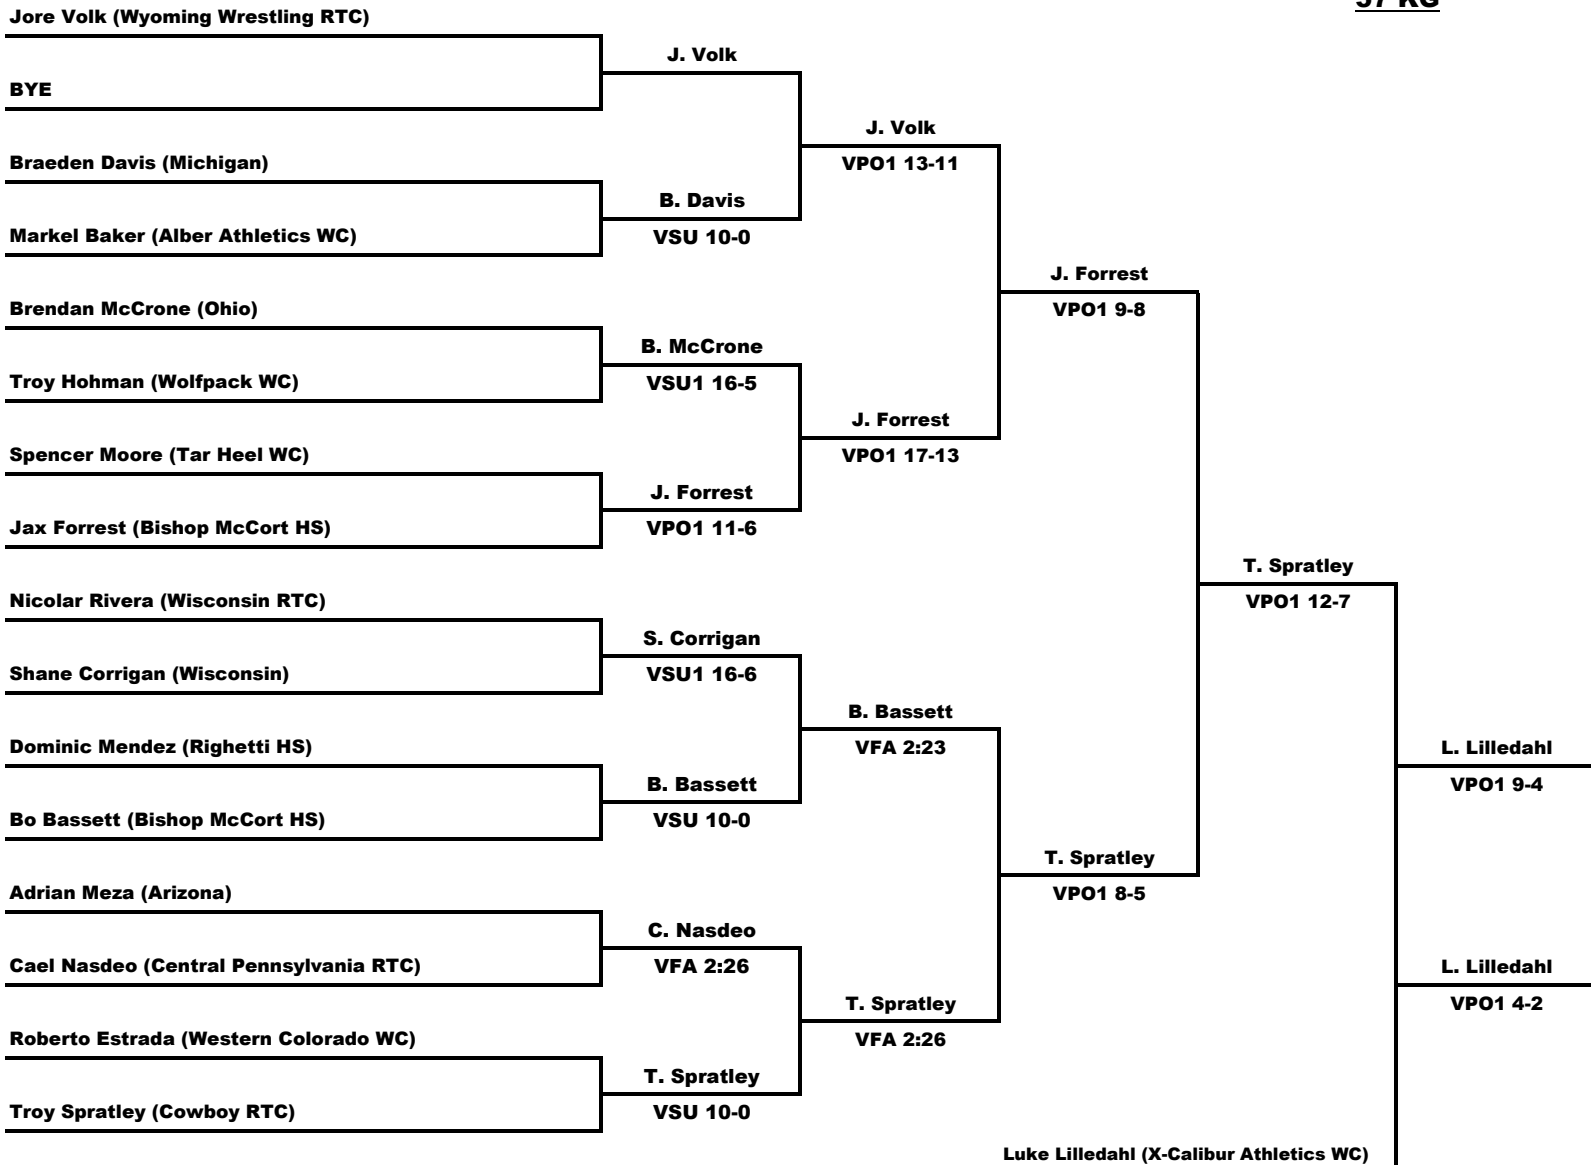 57 KG
Jore Volk (Wyoming Wrestling RTC)
BYE
Braeden Davis (Michigan)
Markel Baker (Alber Athletics WC)
Brendan McCrone (Ohio)
Troy Hohman (Wolfpack WC)
Spencer Moore (Tar Heel WC)
Jax Forrest (Bishop McCort HS)
Nicolar Rivera (Wisconsin RTC)
Shane Corrigan (Wisconsin)
Dominic Mendez (Righetti HS)
Bo Bassett (Bishop McCort HS)
Adrian Meza (Arizona)
Cael Nasdeo (Central Pennsylvania RTC)
Roberto Estrada (Western Colorado WC)
Troy Spratley (Cowboy RTC)
J. Volk
B. Davis
VSU 10-0
B. McCrone
VSU1 16-5
J. Forrest
VPO1 11-6
S. Corrigan
VSU1 16-6
B. Bassett
VSU 10-0
C. Nasdeo
VFA 2:26
T. Spratley
VSU 10-0
J. Volk
VPO1 13-11
J. Forrest
VPO1 17-13
B. Bassett
VFA 2:23
T. Spratley
VFA 2:26
J. Forrest
VPO1 9-8
T. Spratley
VPO1 8-5
T. Spratley
VPO1 12-7
Luke Lilledahl (X-Calibur Athletics WC)
L. Lilledahl
VPO1 9-4
L. Lilledahl
VPO1 4-2